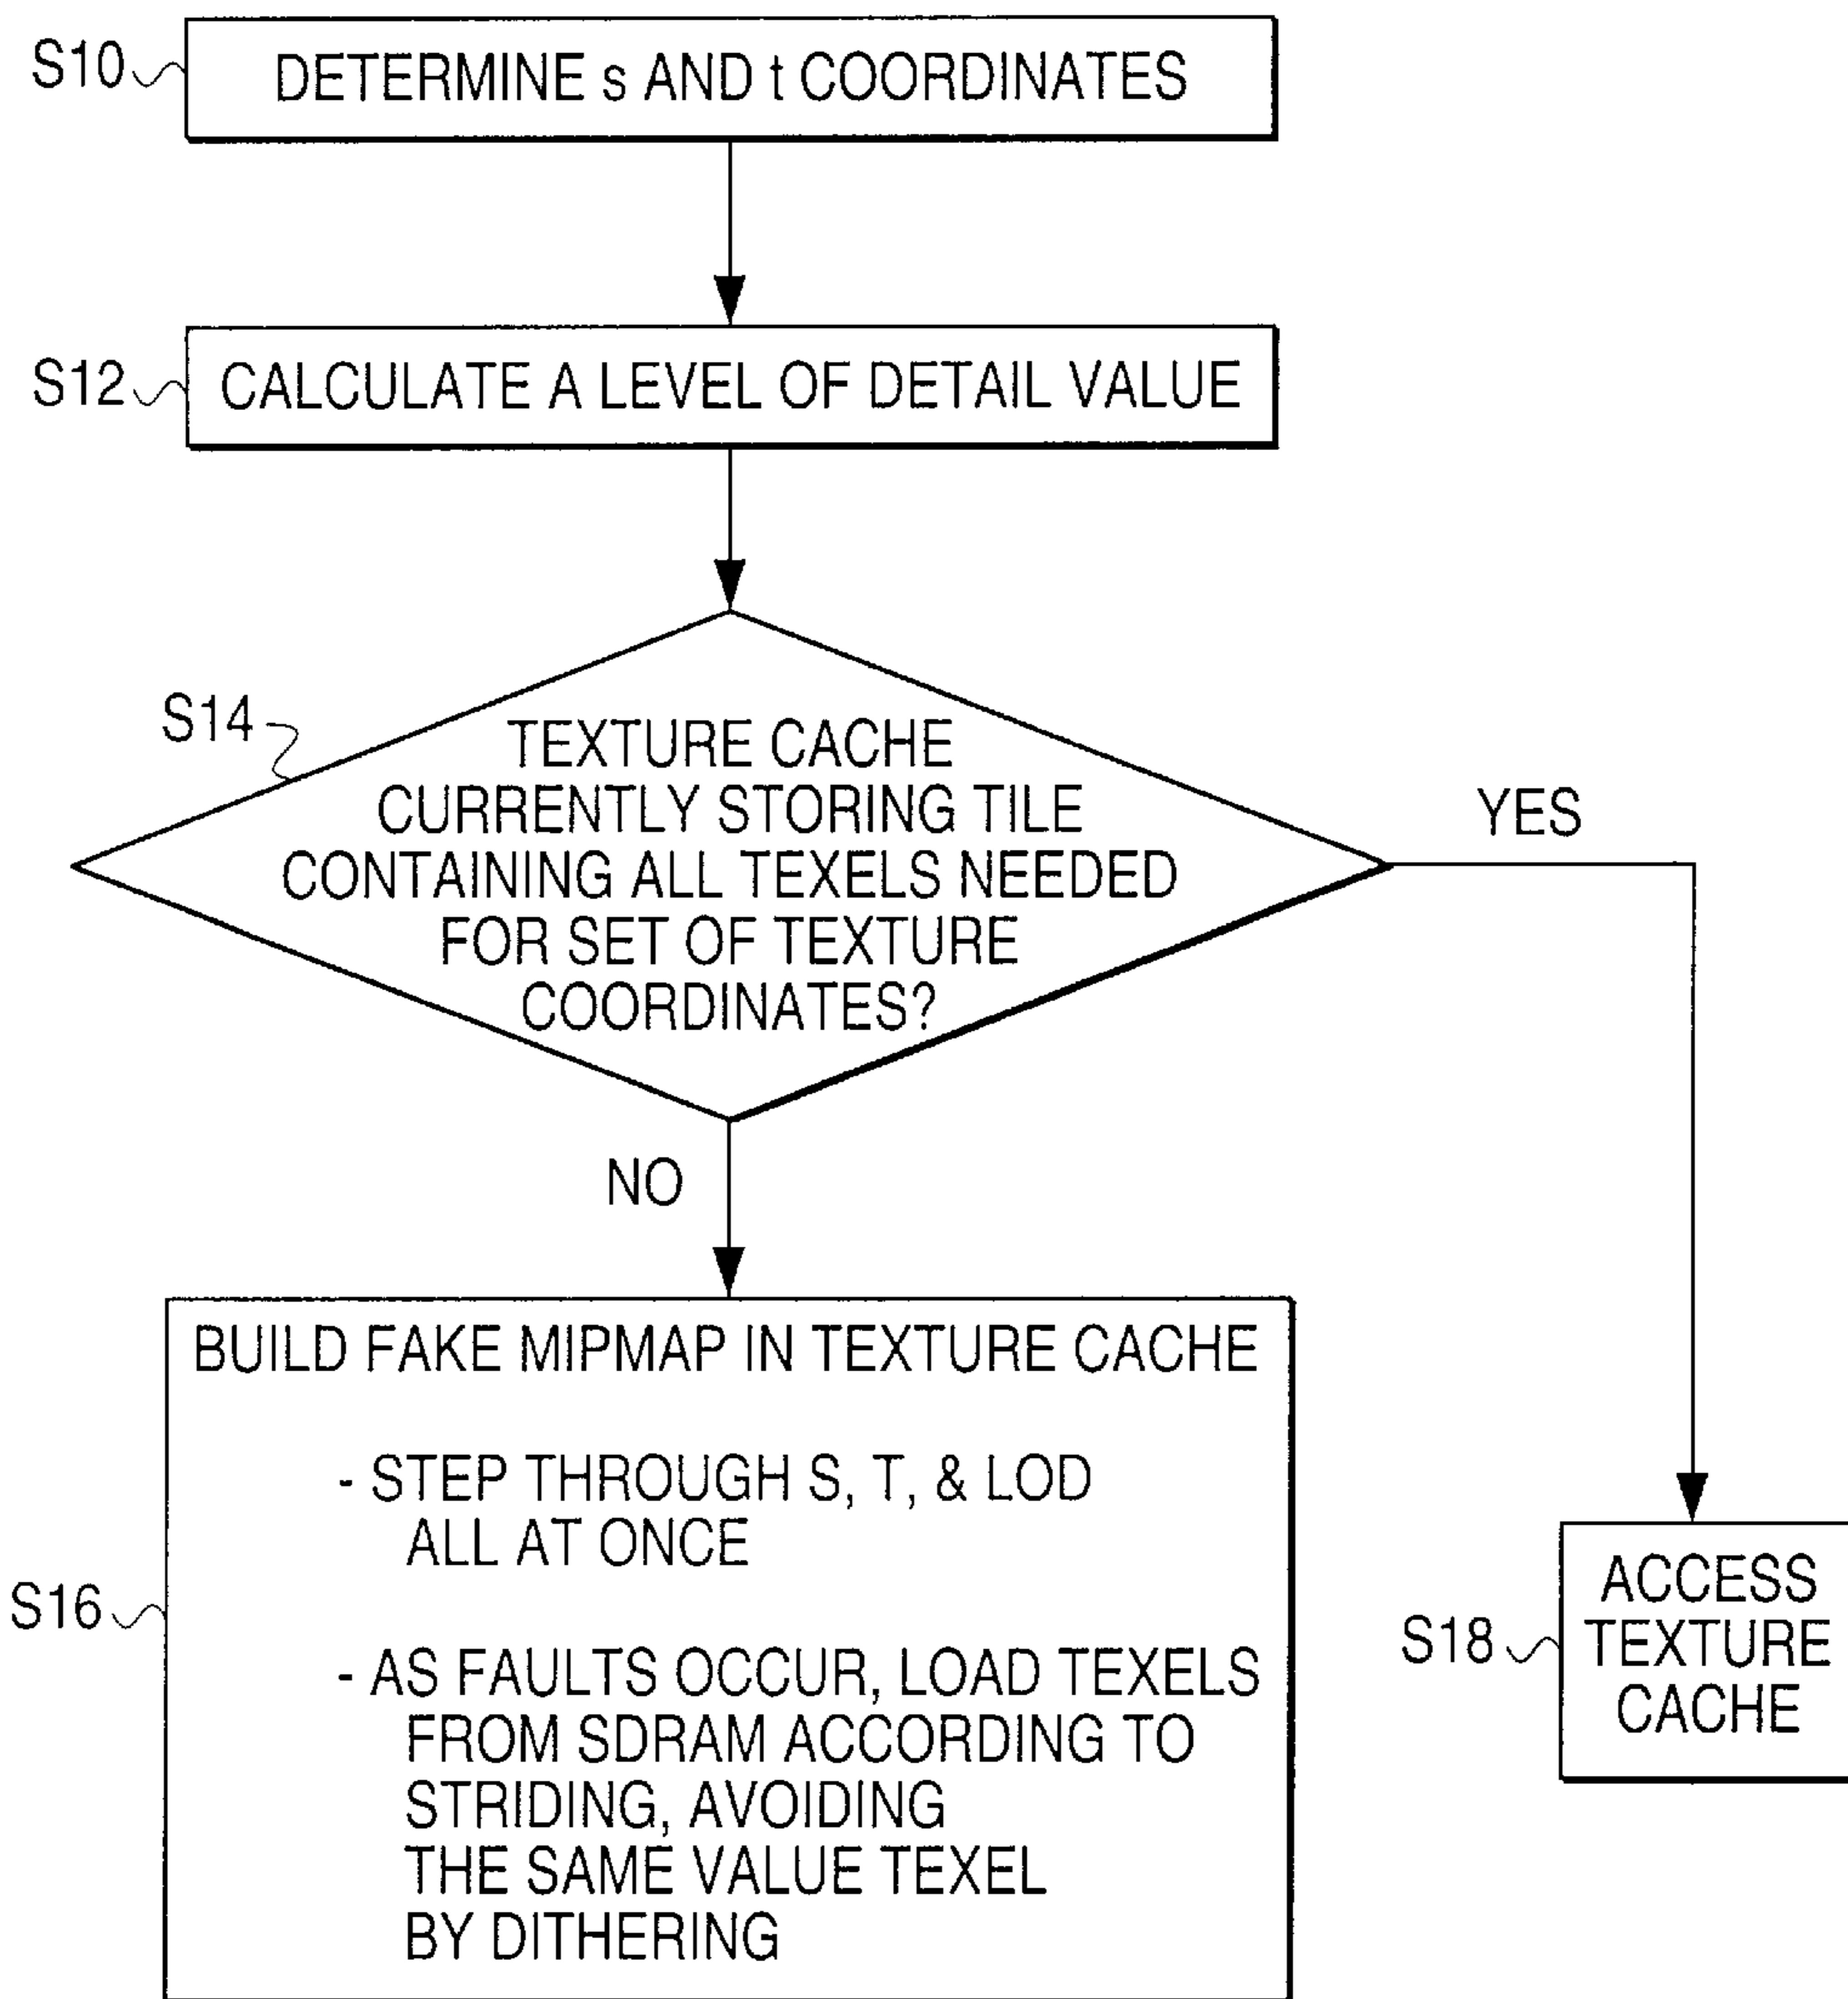 S10
DETERMINE s AND t COORDINATES
S12
CALCULATE A LEVEL OF DETAIL VALUE
S14
TEXTURE CACHE
CURRENTLY STORING TILE
CONTAINING ALL TEXELS NEEDED
FOR SET OF TEXTURE
COORDINATES?
YES
NO
S16
BUILD FAKE MIPMAP IN TEXTURE CACHE
- STEP THROUGH S, T, & LOD
ALL AT ONCE
- AS FAULTS OCCUR, LOAD TEXELS
FROM SDRAM ACCORDING TO
STRIDING, AVOIDING
THE SAME VALUE TEXEL
BY DITHERING
S18
ACCESS
TEXTURE
CACHE